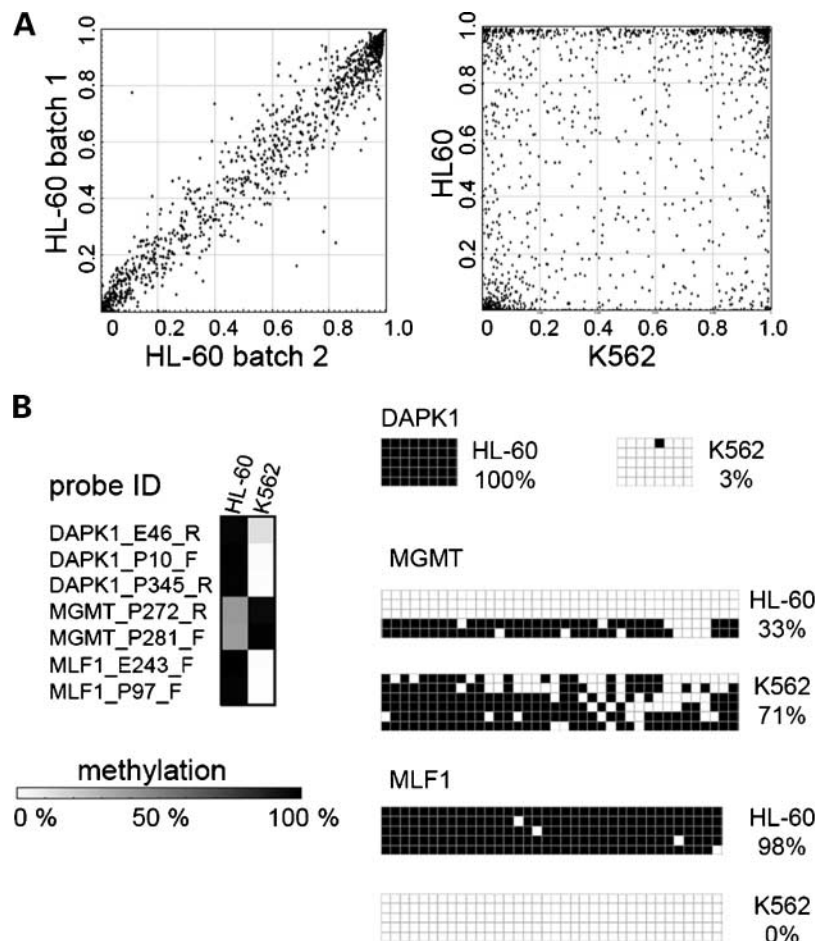 A
HL-60 batch 1
1.0
0.8
0.6
0.4
0.2
0 0.2 0.4 0.6 0.8 1.0
HL-60 batch 2
HL60
1.0
0.8
0.6
0.4
0.2
0 0.2 0.4 0.6 0.8 1.0
K562
B
probe ID
HL-60
K562
DAPK1_E46_R
DAPK1_P10_F
DAPK1_P345_R
MGMT_P272_R
MGMT_P281_F
MLF1_E243_F
MLF1_P97_F
methylation
0 % 50 % 100 %
DAPK1
HL-60
100%
K562
3%
MGMT
HL-60
33%
K562
71%
MLF1
HL-60
98%
K562
0%